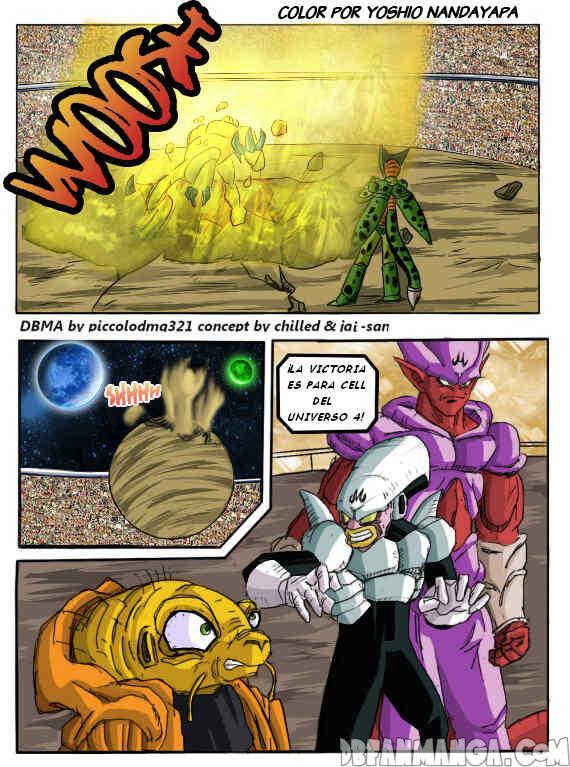 COLOR POR YOSHIO NANDAYAPA
WOOSH
DBMA by piccolodmq321 concept by chilled & jaj -san
SHHHH
¡LA VICTORIA
ES PARA CELL
DEL
UNIVERSO 4!
M
M
DBFANMANGA.COM